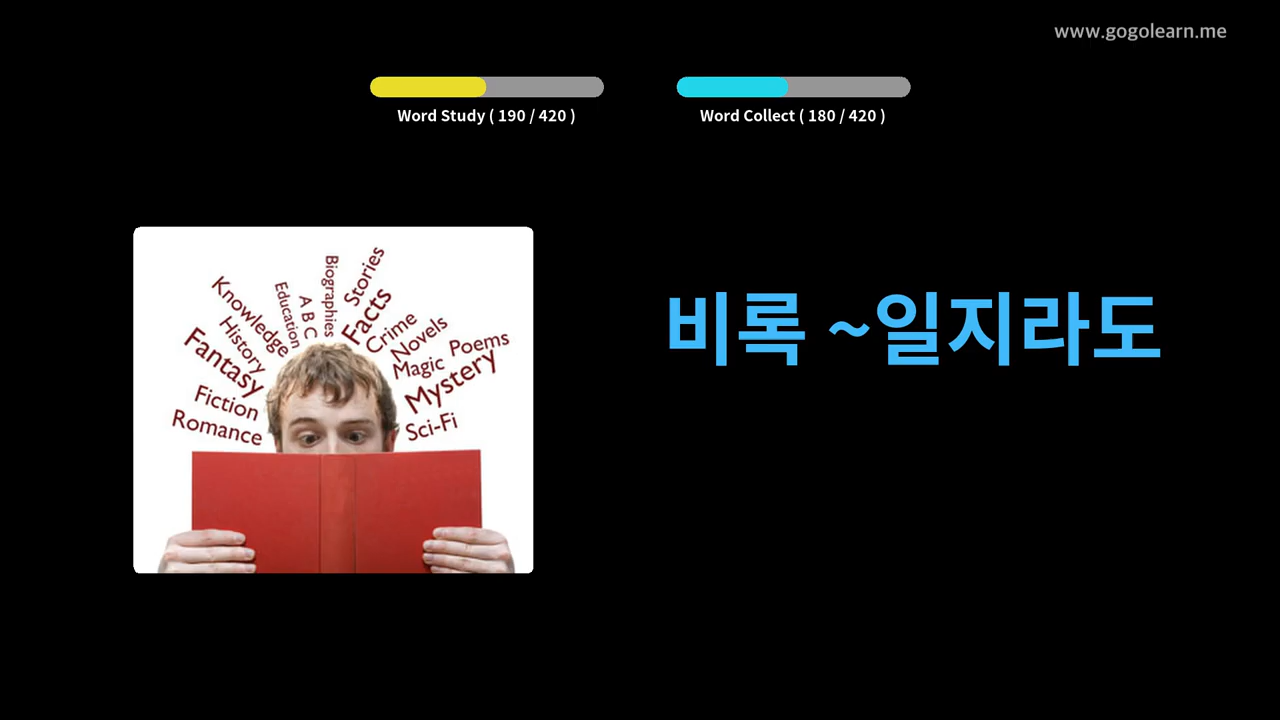 www.gogolearn.me
Word Study ( 190 / 420 )
Word Collect ( 180 / 420 )
비록 ~일지라도
Knowledge
Education
A B C
Biographies
Stories
History
Facts
Crime
Novels
Fantasy
Magic
Poems
Mystery
Fiction
Romance
Sci-Fi